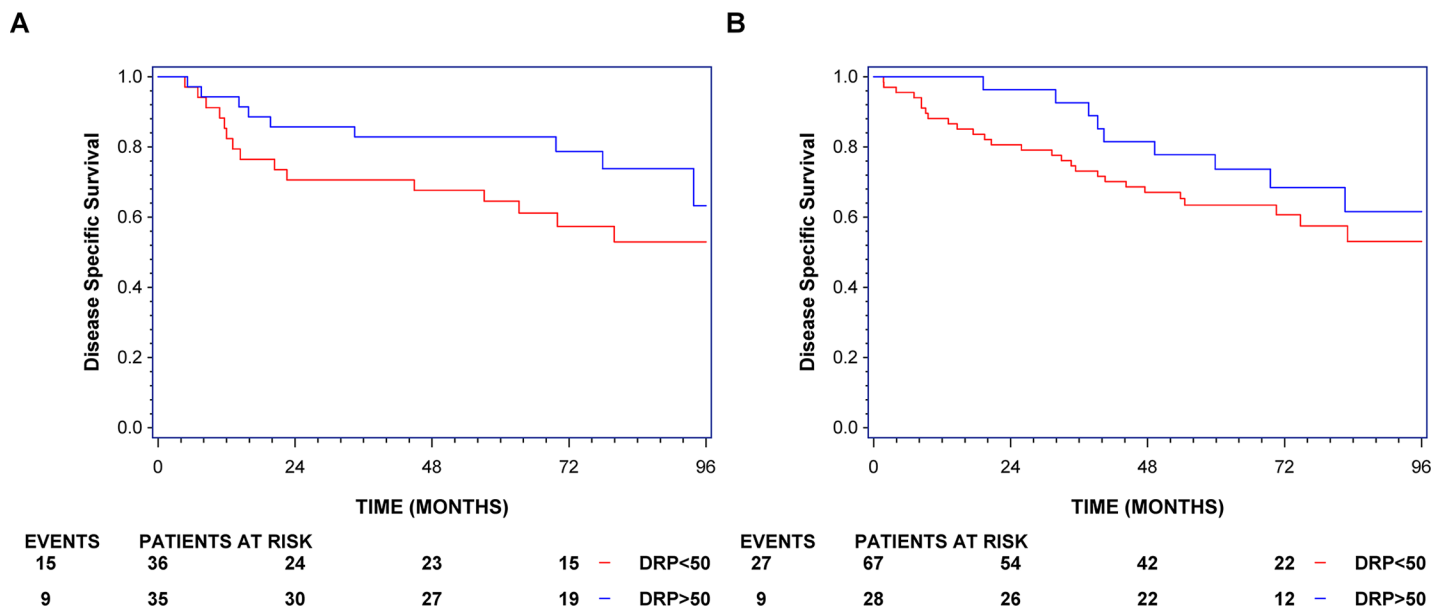 A
B
Disease Specific Survival
1.0
0.8
0.6
0.4
0.2
0.0
0 24 48 72 96
TIME (MONTHS)
EVENTS PATIENTS AT RISK
15 36 24 23 15 DRP<50
9 35 30 27 19 DRP>50
Disease Specific Survival
1.0
0.8
0.6
0.4
0.2
0.0
0 24 48 72 96
TIME (MONTHS)
EVENTS PATIENTS AT RISK
27 67 54 42 22 DRP<50
9 28 26 22 12 DRP>50